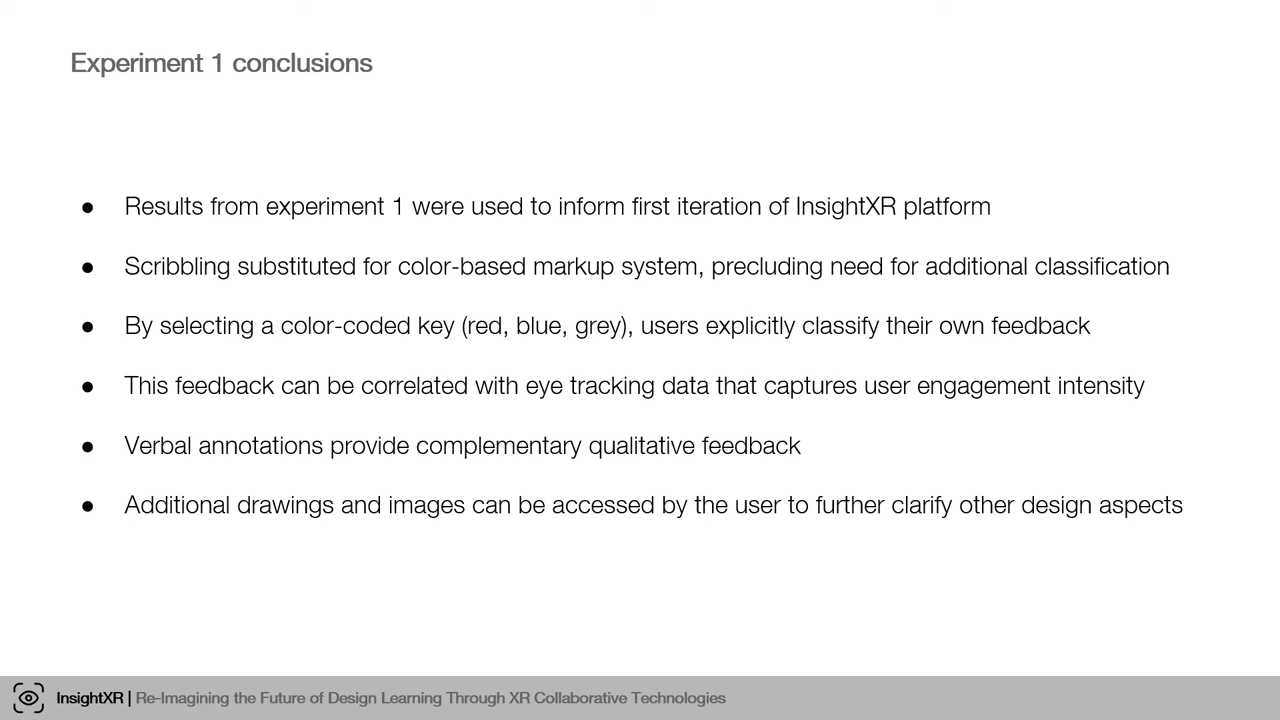 Experiment 1 conclusions
● Results from experiment 1 were used to inform first iteration of InsightXR platform
● Scribbling substituted for color-based markup system, precluding need for additional classification
● By selecting a color-coded key (red, blue, grey), users explicitly classify their own feedback
● This feedback can be correlated with eye tracking data that captures user engagement intensity
● Verbal annotations provide complementary qualitative feedback
● Additional drawings and images can be accessed by the user to further clarify other design aspects
InsightXR | Re-Imagining the Future of Design Learning Through XR Collaborative Technologies